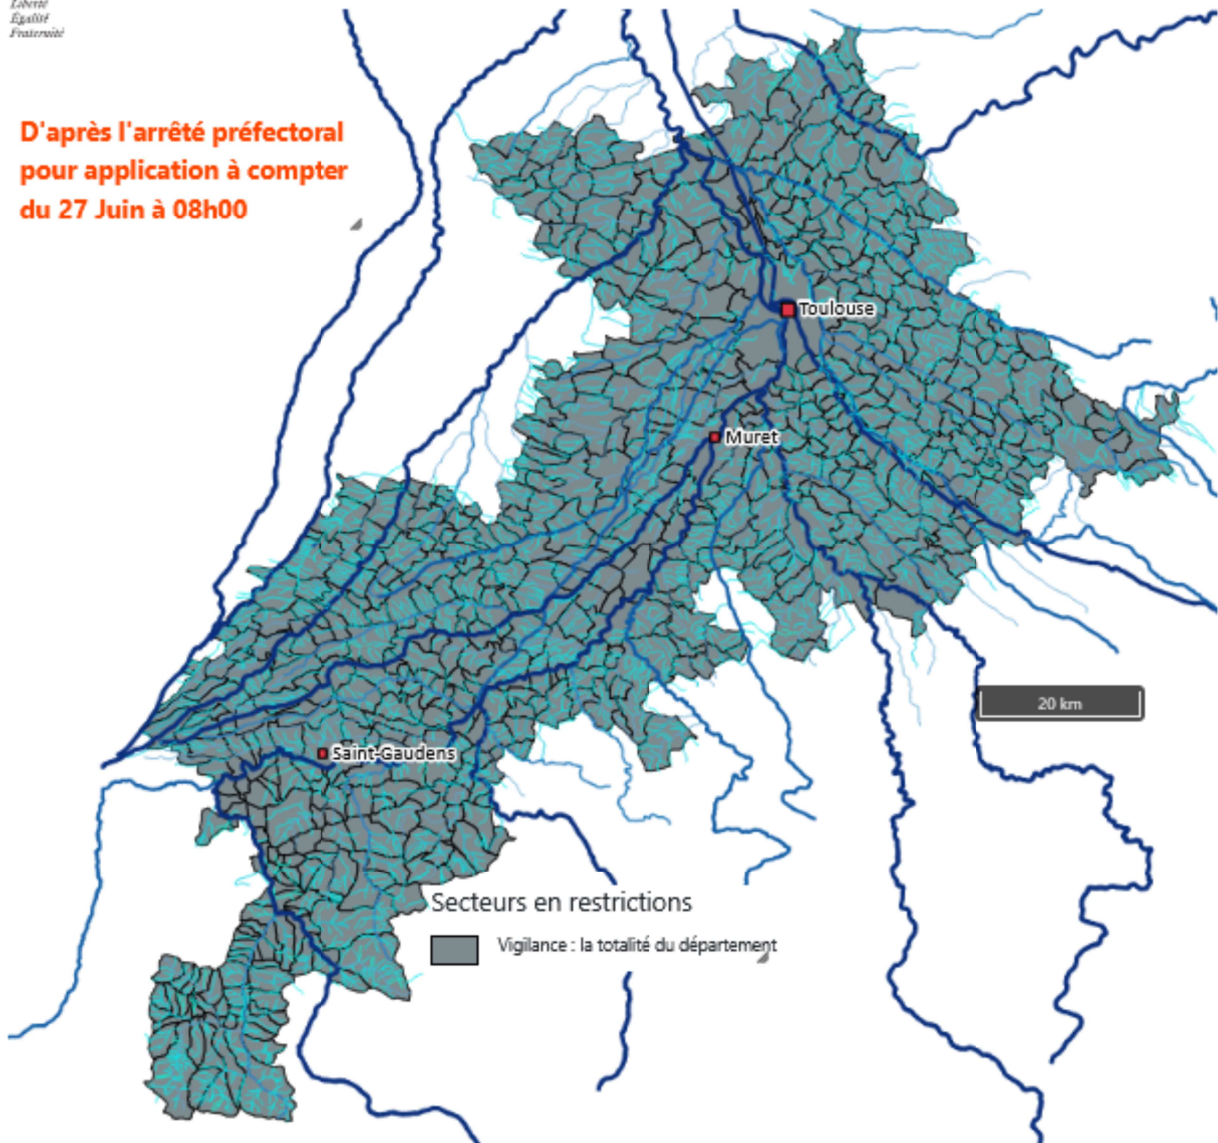 Liberté
Égalité
Fraternité
D'après l'arrêté préfectoral
pour application à compter
du 27 Juin à 08h00
Toulouse
Muret
20 km
Saint-Gaudens
Secteurs en restrictions
Vigilance : la totalité du département